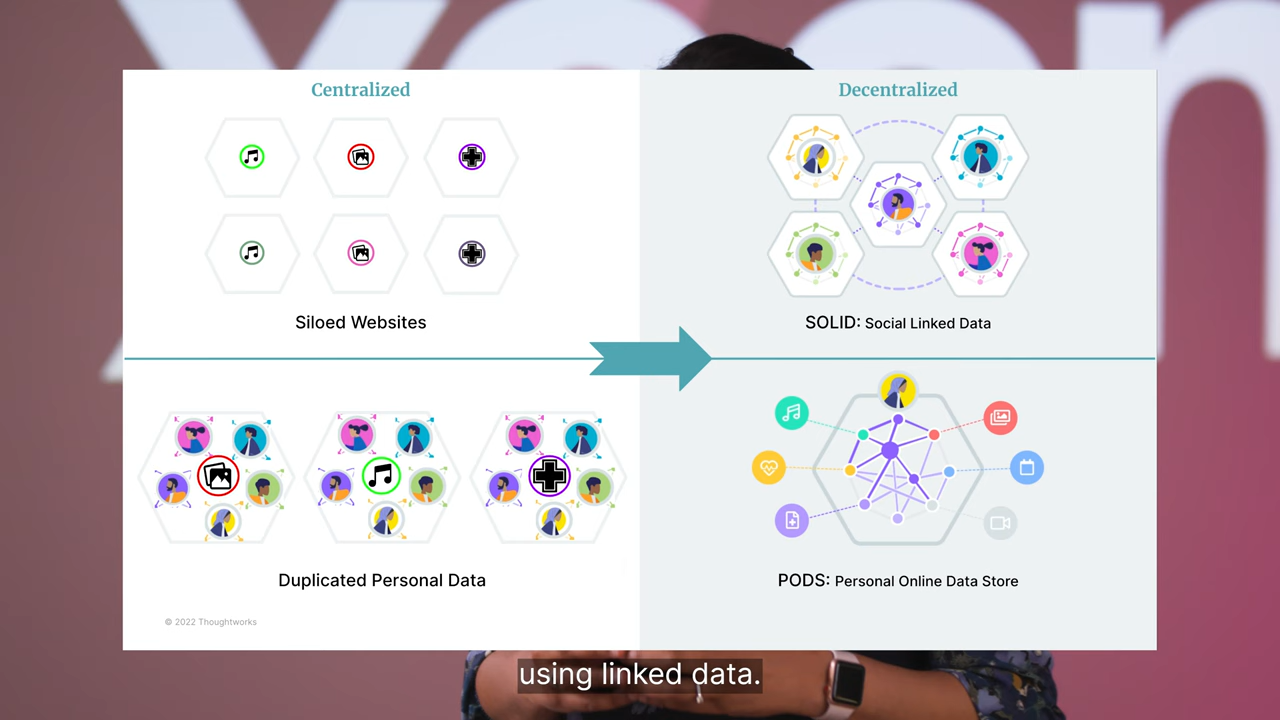 Centralized
Decentralized
Siloed Websites
SOLID: Social Linked Data
Duplicated Personal Data
PODS: Personal Online Data Store
© 2022 Thoughtworks
using linked data.